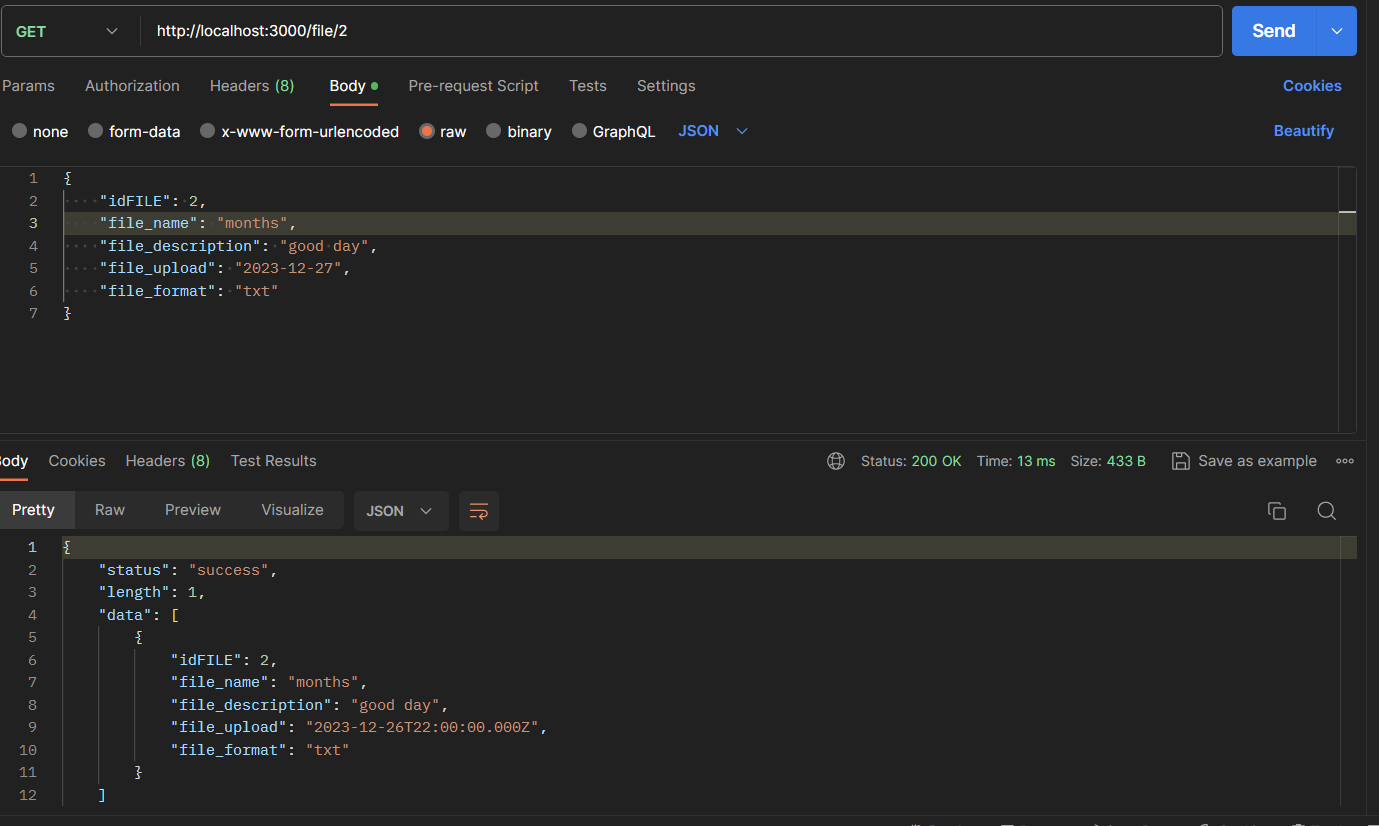 GET http://localhost:3000/file/2 Send
Params Authorization Headers (8) Body Pre-request Script Tests Settings Cookies
none form-data x-www-form-urlencoded raw binary GraphQL JSON Beautify
1 {
2 ····"idFILE":·2,
3 ····"file_name":·"months",
4 ····"file_description":·"good·day",
5 ····"file_upload":·"2023-12-27",
6 ····"file_format":·"txt"
7 }
Body Cookies Headers (8) Test Results Status: 200 OK Time: 13 ms Size: 433 B Save as example
Pretty Raw Preview Visualize JSON
1 {
2 "status": "success",
3 "length": 1,
4 "data": [
5 {
6 "idFILE": 2,
7 "file_name": "months",
8 "file_description": "good day",
9 "file_upload": "2023-12-26T22:00:00.000Z",
10 "file_format": "txt"
11 }
12 ]